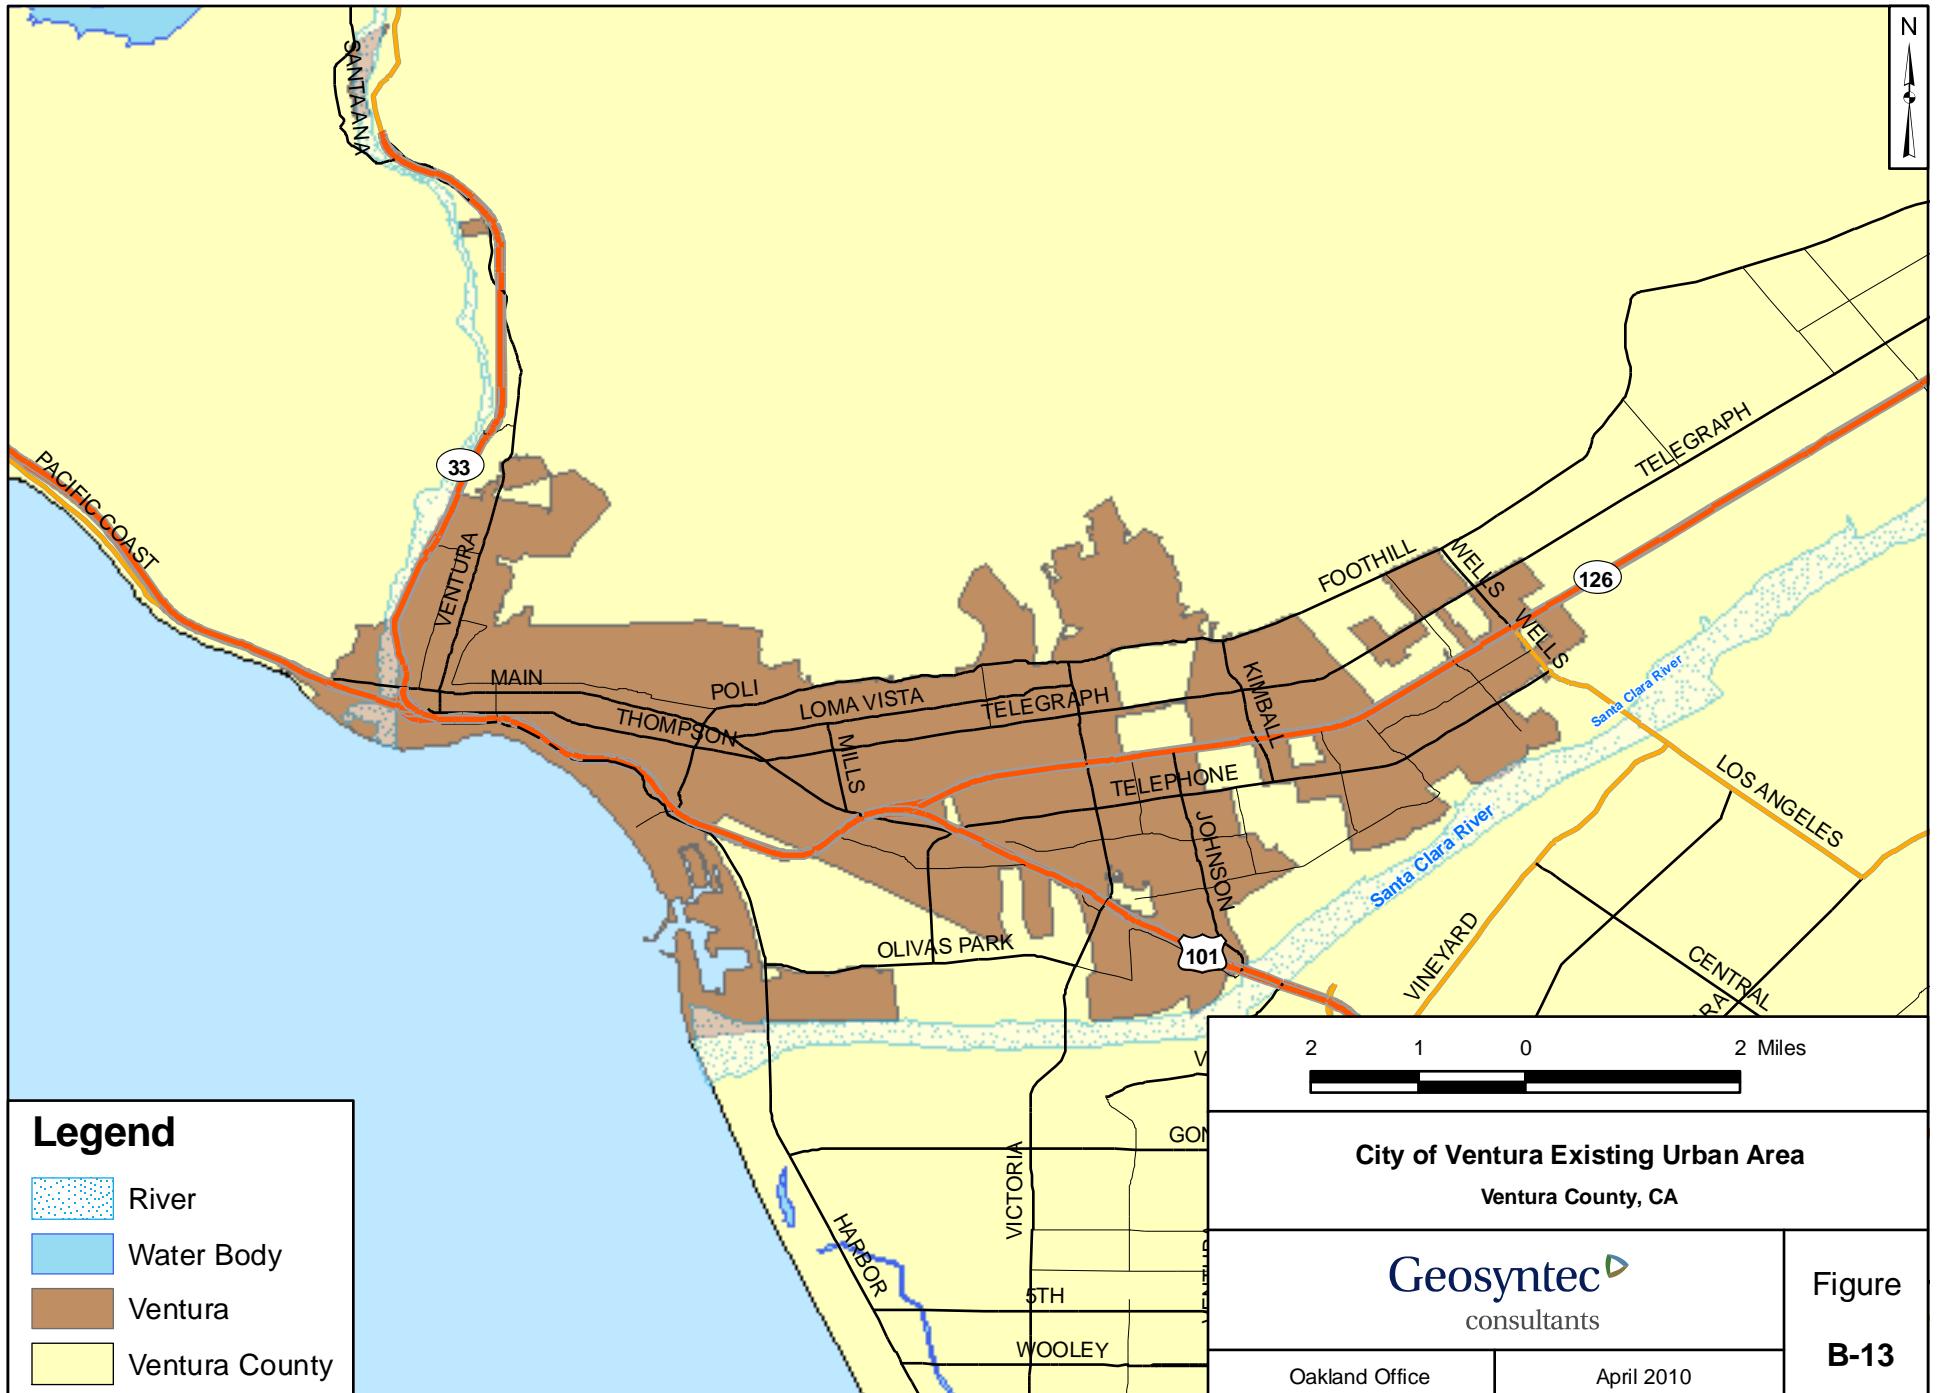 N
SANTA ANA
33
PACIFIC COAST
VENTURA
MAIN
POLI
THOMPSON
LOMA VISTA
TELEGRAPH
MILLS
TELEPHONE
KIMBALL
JOHNSON
FOOTHILL
WELLS
WELLS
TELEGRAPH
126
Santa Clara River
Santa Clara River
LOS ANGELES
VINEYARD
CENTRAL
OLIVAS PARK
101
VICTORIA
HARBOR
5TH
WOOLEY
2 1 0 2 Miles
City of Ventura Existing Urban Area
Ventura County, CA
Geosyntec
consultants
Figure
B-13
Oakland Office
April 2010
Legend
River
Water Body
Ventura
Ventura County